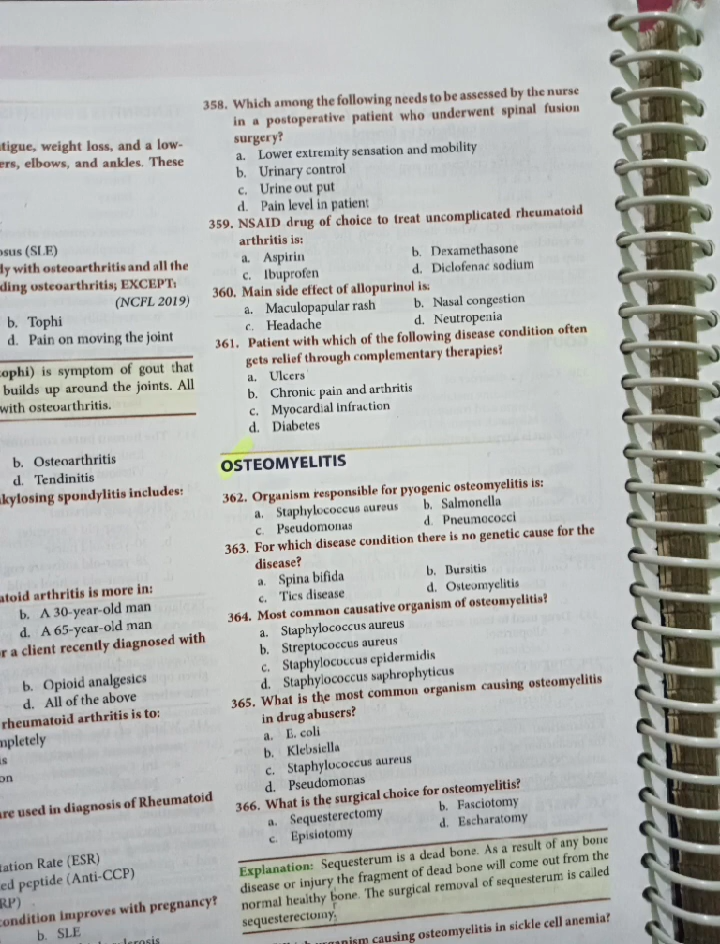 tigue, weight loss, and a low-
ers, elbows, and ankles. These
osus (SLE)
ly with osteoarthritis and all the
ding osteoarthritis; EXCEPT:
(NCFL 2019)
b. Tophi
d. Pain on moving the joint
tophi) is symptom of gout that
builds up around the joints. All
with osteoarthritis.
b. Osteoarthritis
d. Tendinitis
kylosing spondylitis includes:
atoid arthritis is more in:
b. A 30-year-old man
d. A 65-year-old man
r a client recently diagnosed with
b. Opioid analgesics
d. All of the above
rheumatoid arthritis is to:
mpletely
s
on
are used in diagnosis of Rheumatoid
tation Rate (ESR)
ed peptide (Anti-CCP)
RP)
condition improves with pregnancy?
b. SLE
358. Which among the following needs to be assessed by the nurse
in a postoperative patient who underwent spinal fusion
surgery?
a. Lower extremity sensation and mobility
b. Urinary control
c. Urine out put
d. Pain level in patient
359. NSAID drug of choice to treat uncomplicated rheumatoid
arthritis is:
a. Aspirin b. Dexamethasone
c. Ibuprofen d. Diclofenac sodium
360. Main side effect of allopurinol is:
a. Maculopapular rash b. Nasal congestion
c. Headache d. Neutropenia
361. Patient with which of the following disease condition often
gets relief through complementary therapies?
a. Ulcers
b. Chronic pain and arthritis
c. Myocardial infraction
d. Diabetes
OSTEOMYELITIS
362. Organism responsible for pyogenic osteomyelitis is:
a. Staphylococcus aureus b. Salmonella
c. Pseudomonas d. Pneumococci
363. For which disease condition there is no genetic cause for the
disease?
a. Spina bifida b. Bursitis
c. Tics disease d. Osteomyelitis
364. Most common causative organism of osteomyelitis?
a. Staphylococcus aureus
b. Streptococcus aureus
c. Staphylococcus epidermidis
d. Staphylococcus saphrophyticus
365. What is the most common organism causing osteomyelitis
in drug abusers?
a. E. coli
b. Klebsiella
c. Staphylococcus aureus
d. Pseudomonas
366. What is the surgical choice for osteomyelitis?
a. Sequesterectomy b. Fasciotomy
c. Episiotomy d. Escharatomy
Explanation: Sequesterum is a dead bone. As a result of any bone
disease or injury the fragment of dead bone will come out from the
normal healthy bone. The surgical removal of sequesterum is called
sequesterectomy.
anism causing osteomyelitis in sickle cell anemia?